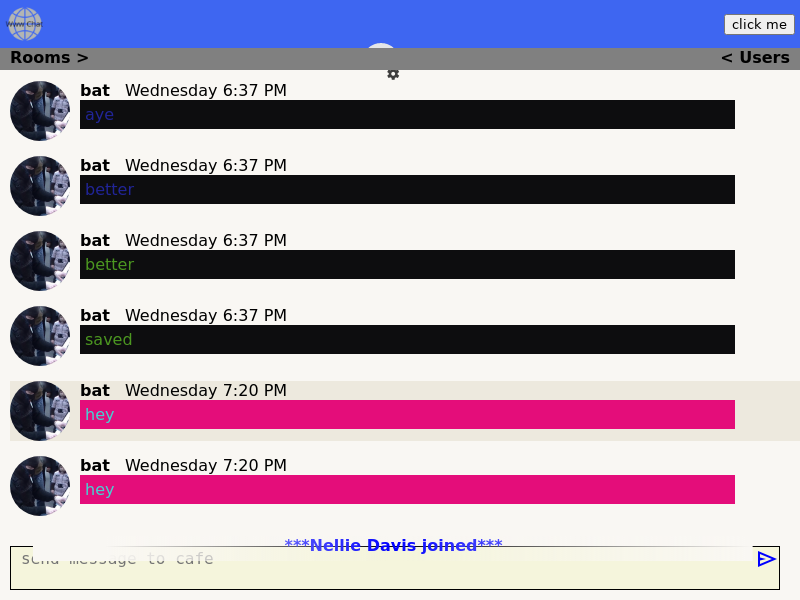 Www.Chat
click me
Rooms >
< Users
bat Wednesday 6:37 PM
aye
bat Wednesday 6:37 PM
better
bat Wednesday 6:37 PM
better
bat Wednesday 6:37 PM
saved
bat Wednesday 7:20 PM
hey
bat Wednesday 7:20 PM
hey
***Nellie Davis joined***
send message to cafe